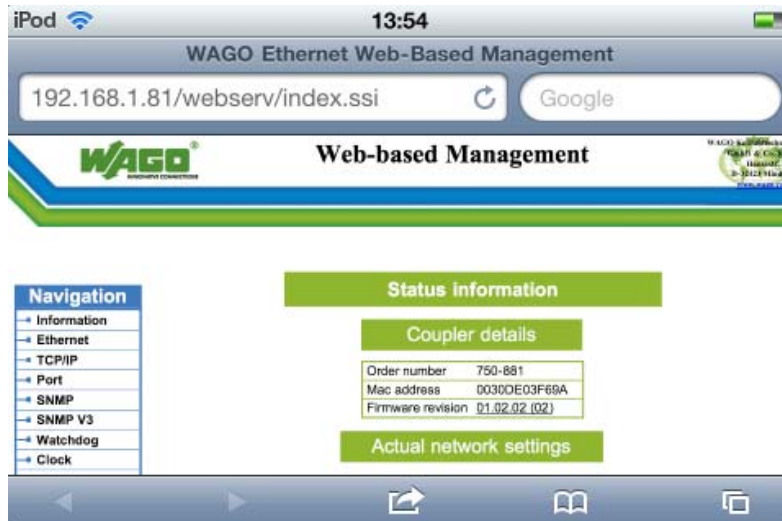 iPod 13:54
WAGO Ethernet Web-Based Management
192.168.1.81/webserv/index.ssi Google
WAGO®
INNOVATIVE CONNECTIONS
Web-based Management
Navigation
Information
Ethernet
TCP/IP
Port
SNMP
SNMP V3
Watchdog
Clock
Status information
Coupler details
Order number 750-881
Mac address 0030DE03F69A
Firmware revision 01.02.02 (02)
Actual network settings